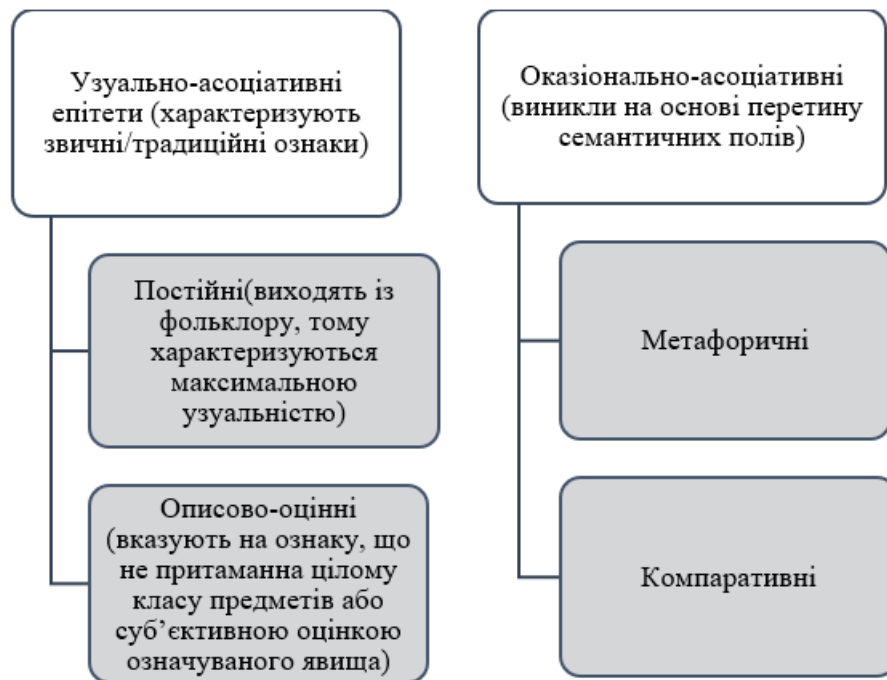 Узуально-асоціативні
епітети (характеризують
звичні/традиційні ознаки)
Постійні(виходять із
фольклору, тому
характеризуються
максимальною
узуальністю)
Описово-оцінні
(вказують на ознаку, що
не притаманна цілому
класу предметів або
суб’єктивною оцінкою
означуваного явища)
Оказіонально-асоціативні
(виникли на основі перетину
семантичних полів)
Метафоричні
Компаративні